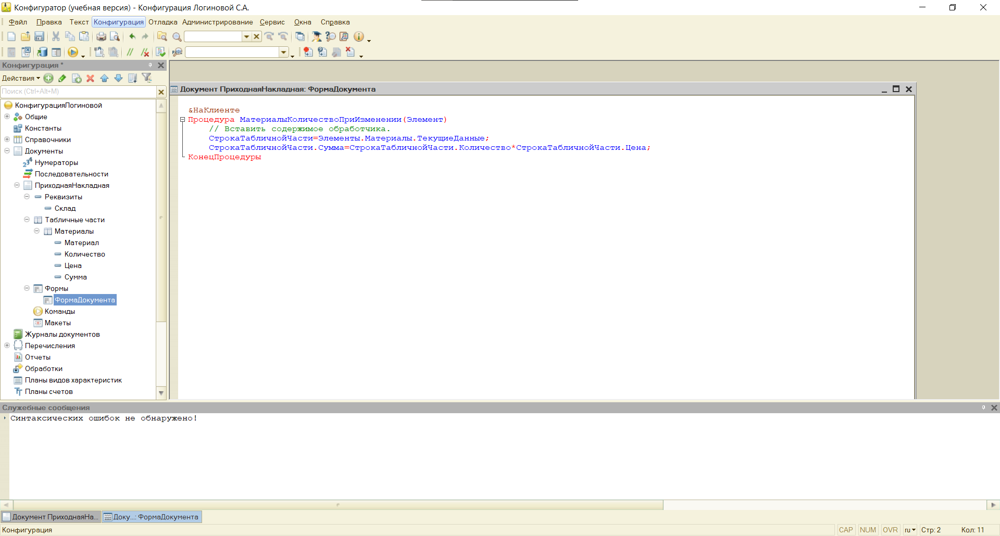 Конфигуратор (учебная версия) - Конфигурация Логиновой С.А.
Файл Правка Текст Конфигурация Отладка Администрирование Сервис Окна Справка
Конфигурация *
Действия
Поиск (Ctrl+Alt+M)
КонфигурацияЛогиновой
Общие
Константы
Справочники
Документы
Нумераторы
Последовательности
ПриходнаяНакладная
Реквизиты
Склад
Табличные части
Материалы
Материал
Количество
Цена
Сумма
Формы
ФормаДокумента
Команды
Макеты
Журналы документов
Перечисления
Отчеты
Обработки
Планы видов характеристик
Планы счетов
Документ ПриходнаяНакладная: ФормаДокумента
&НаКлиенте
Процедура МатериалыКоличествоПриИзменении(Элемент)
// Вставить содержимое обработчика.
СтрокаТабличнойЧасти=Элементы.Материалы.ТекущиеДанные;
СтрокаТабличнойЧасти.Сумма=СтрокаТабличнойЧасти.Количество*СтрокаТабличнойЧасти.Цена;
КонецПроцедуры
Служебные сообщения
Синтаксических ошибок не обнаружено!
Документ ПриходнаяНа... Доку...: ФормаДокумента
Конфигурация CAP NUM OVR ru Стр: 2 Кол: 11